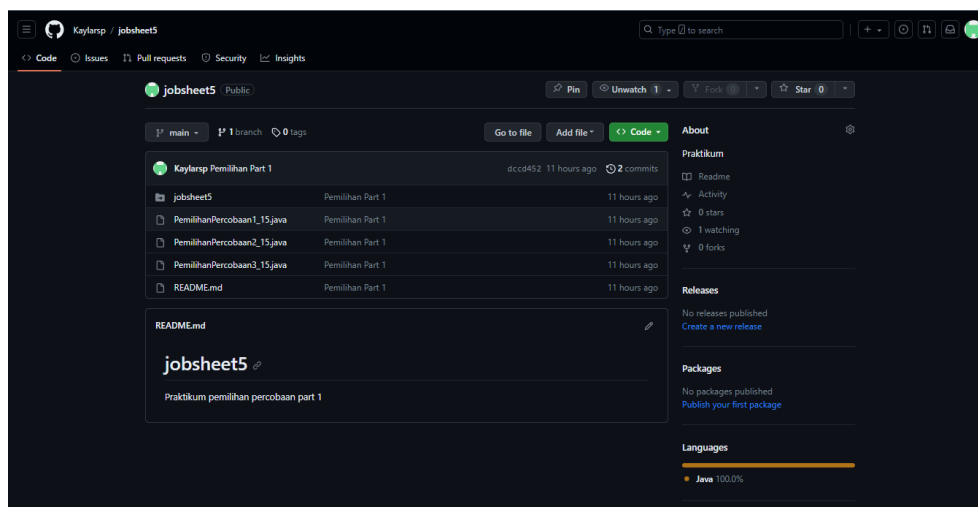 Kaylarsp / jobsheet5
Type / to search
Code Issues Pull requests Security Insights
jobsheet5 Public
Pin Unwatch 1 Fork 0 Star 0
main 1 branch 0 tags
Go to file Add file Code
Kaylarsp Pemilihan Part 1 dccd452 11 hours ago 2 commits
jobsheet5 Pemilihan Part 1 11 hours ago
PemilihanPercobaan1_15.java Pemilihan Part 1 11 hours ago
PemilihanPercobaan2_15.java Pemilihan Part 1 11 hours ago
PemilihanPercobaan3_15.java Pemilihan Part 1 11 hours ago
README.md Pemilihan Part 1 11 hours ago
README.md
jobsheet5
Praktikum pemilihan percobaan part 1
About
Praktikum
Readme
Activity
0 stars
1 watching
0 forks
Releases
No releases published
Create a new release
Packages
No packages published
Publish your first package
Languages
Java 100.0%